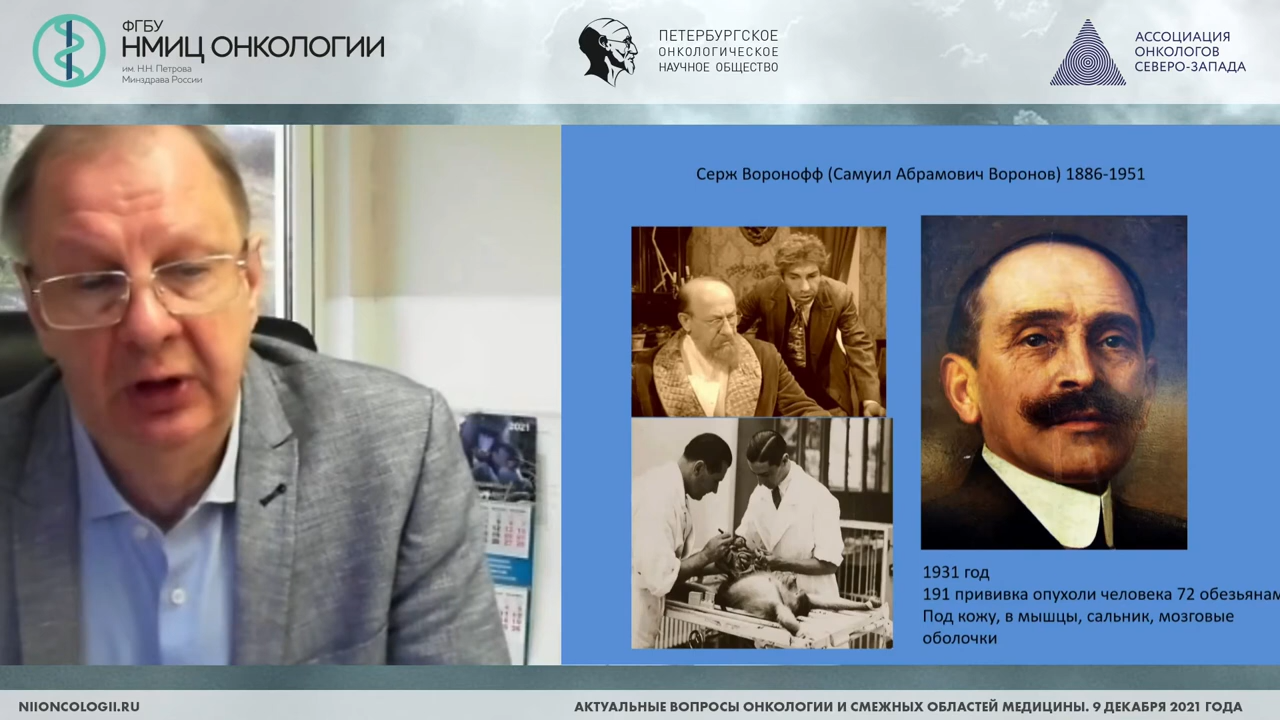 ФГБУ
НМИЦ ОНКОЛОГИИ
им. Н.Н. Петрова
Минздрава России
ПЕТЕРБУРГСКОЕ
ОНКОЛОГИЧЕСКОЕ
НАУЧНОЕ ОБЩЕСТВО
АССОЦИАЦИЯ
ОНКОЛОГОВ
СЕВЕРО-ЗАПАДА
Серж Воронофф (Самуил Абрамович Воронов) 1886-1951
2021
1931 год
191 прививка опухоли человека 72 обезьянам
Под кожу, в мышцы, сальник, мозговые
оболочки
NIIONCOLOGII.RU
АКТУАЛЬНЫЕ ВОПРОСЫ ОНКОЛОГИИ И СМЕЖНЫХ ОБЛАСТЕЙ МЕДИЦИНЫ. 9 ДЕКАБРЯ 2021 ГОДА